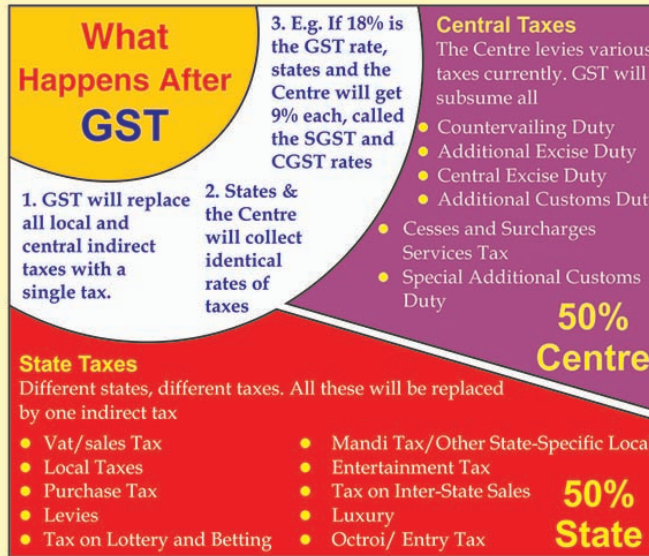 What
Happens After
GST
1. GST will replace
all local and
central indirect
taxes with a
single tax.
2. States &
the Centre
will collect
identical
rates of
taxes
3. E.g. If 18% is
the GST rate,
states and the
Centre will get
9% each, called
the SGST and
CGST rates
Central Taxes
The Centre levies various
taxes currently. GST will
subsume all
● Countervailing Duty
● Additional Excise Duty
● Central Excise Duty
● Additional Customs Dut
● Cesses and Surcharges
Services Tax
● Special Additional Customs
Duty
50%
Centre
State Taxes
Different states, different taxes. All these will be replaced
by one indirect tax
● Vat/sales Tax
● Local Taxes
● Purchase Tax
● Levies
● Tax on Lottery and Betting
● Mandi Tax/Other State-Specific Loca
● Entertainment Tax
● Tax on Inter-State Sales
● Luxury
● Octroi/ Entry Tax
50%
State